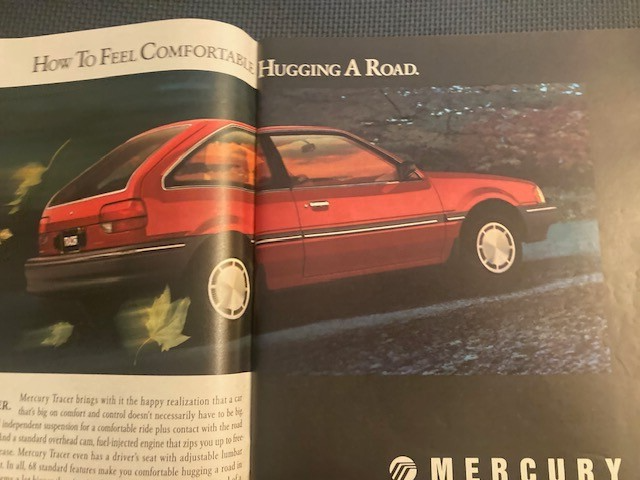 HOW TO FEEL COMFORTABLE HUGGING A ROAD.
Mercury Tracer brings with it the happy realization that a car
that's big on comfort and control doesn't necessarily have to be big.
independent suspension for a comfortable ride plus contact with the road
And a standard overhead cam, fuel-injected engine that zips you up to free-
ease. Mercury Tracer even has a driver's seat with adjustable lumbar
In all, 68 standard features make you comfortable hugging a road in
MERCURY